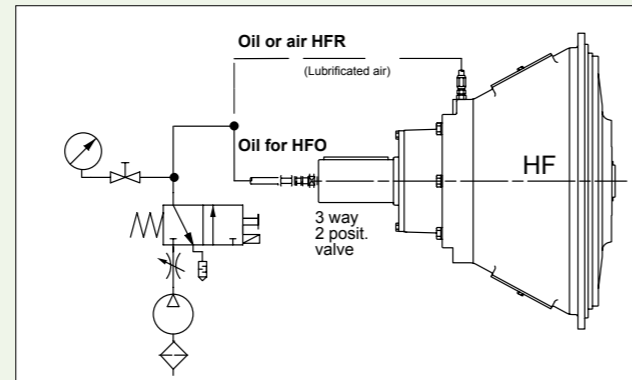 Oil or air HFR
(Lubrificated air)
Oil for HFO
HF
3 way
2 posit.
valve